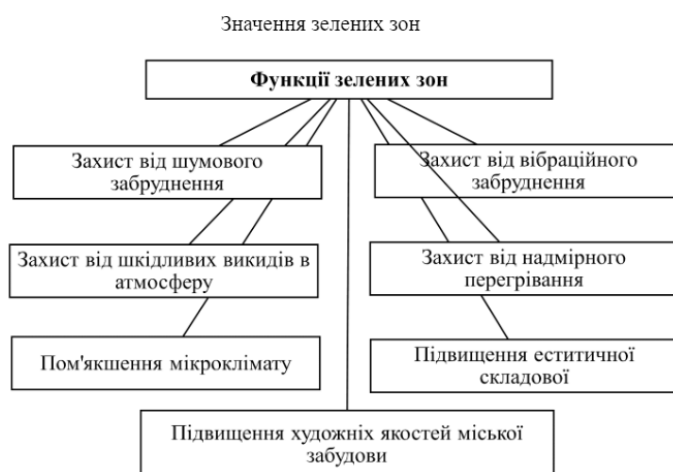 Значення зелених зон
Функції зелених зон
Захист від шумового
забруднення
Захист від вібраційного
забруднення
Захист від шкідливих викидів в
атмосферу
Захист від надмірного
перегрівання
Пом'якшення мікроклімату
Підвищення еститичної
складової
Підвищення художніх якостей міської
забудови